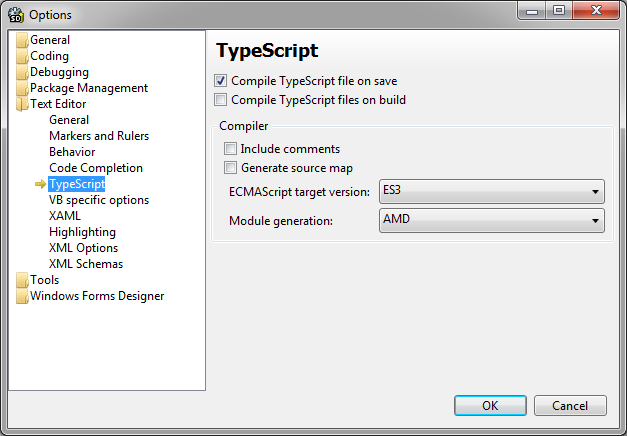 Options
General
Coding
Debugging
Package Management
Text Editor
General
Markers and Rulers
Behavior
Code Completion
TypeScript
VB specific options
XAML
Highlighting
XML Options
XML Schemas
Tools
Windows Forms Designer
TypeScript
Compile TypeScript file on save
Compile TypeScript files on build
Compiler
Include comments
Generate source map
ECMAScript target version: ES3
Module generation: AMD
OK Cancel